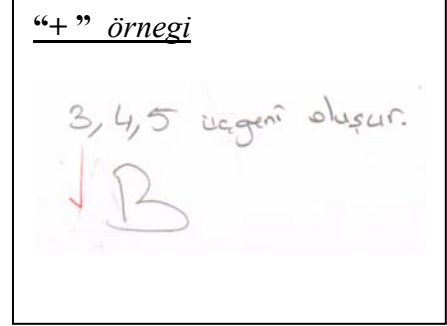 “+ ” örnegi
3, 4, 5 üçgeni oluşur.
B